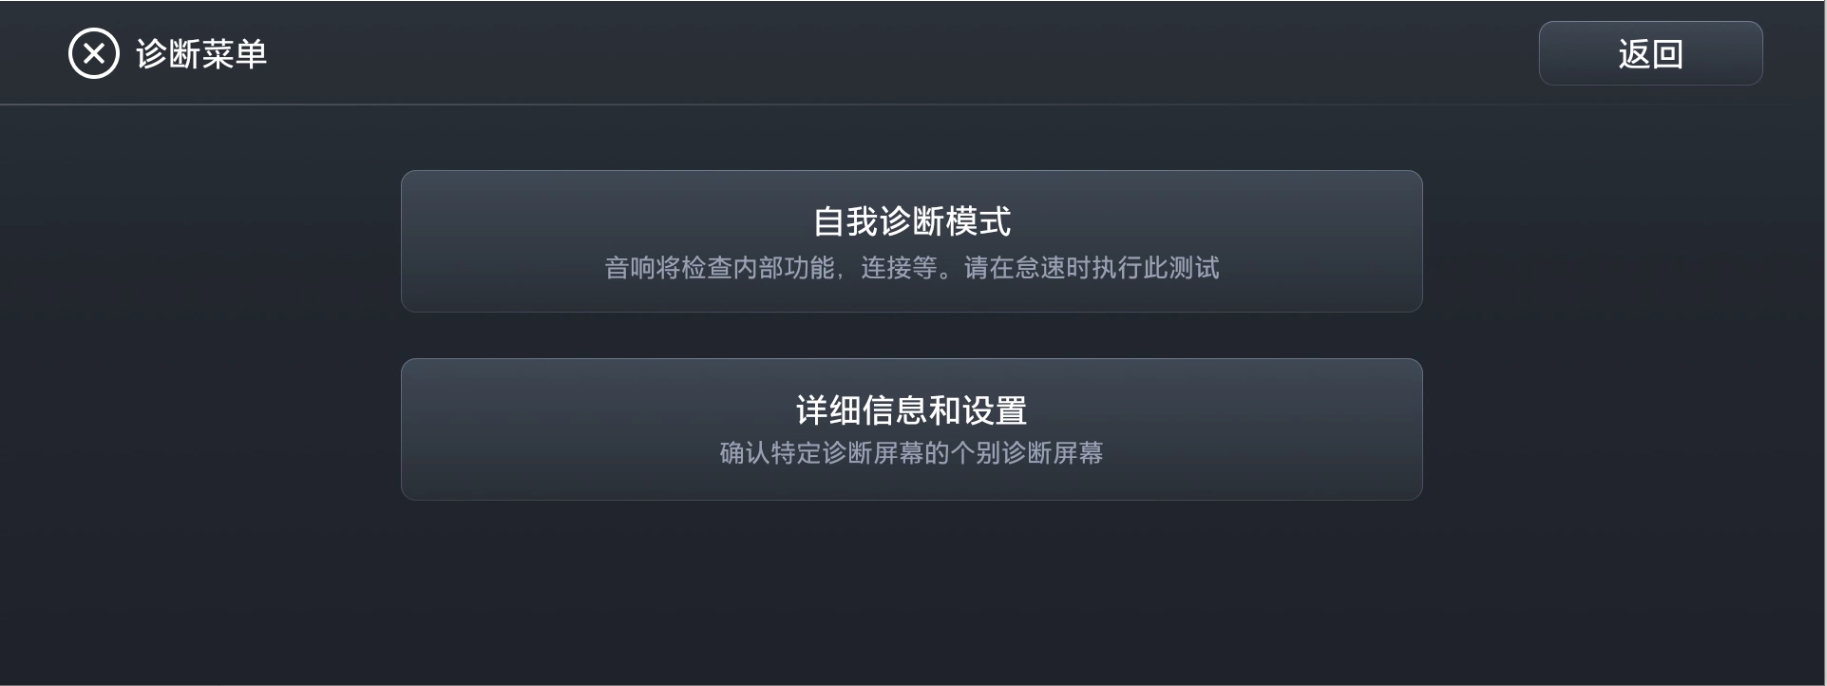 诊断菜单
返回
自我诊断模式
音响将检查内部功能，连接等。请在怠速时执行此测试
详细信息和设置
确认特定诊断屏幕的个别诊断屏幕